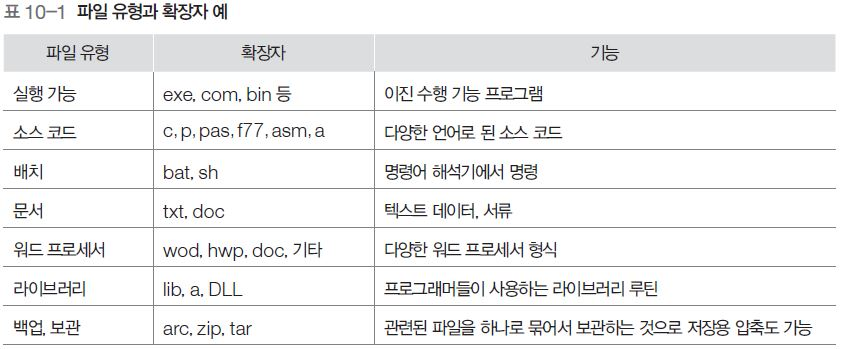 표 10-1 파일 유형과 확장자 예
파일 유형 확장자 기능
실행 가능 exe, com, bin 등 이진 수행 기능 프로그램
소스 코드 c, p, pas, f77, asm, a 다양한 언어로 된 소스 코드
배치 bat, sh 명령어 해석기에서 명령
문서 txt, doc 텍스트 데이터, 서류
워드 프로세서 wod, hwp, doc, 기타 다양한 워드 프로세서 형식
라이브러리 lib, a, DLL 프로그래머들이 사용하는 라이브러리 루틴
백업, 보관 arc, zip, tar 관련된 파일을 하나로 묶어서 보관하는 것으로 저장용 압축도 가능